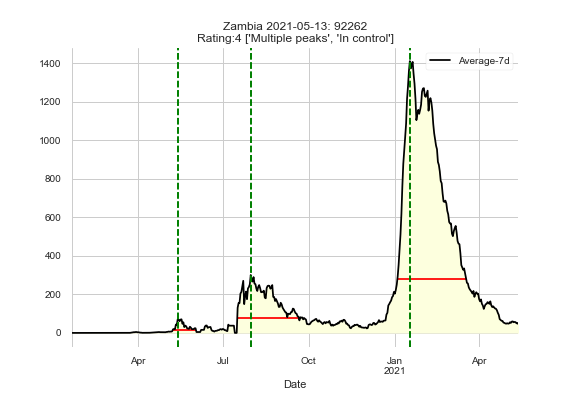 Zambia 2021-05-13: 92262
Rating:4 ['Multiple peaks', 'In control']
Average-7d
1400
1200
1000
800
600
400
200
0
Apr Jul Oct Jan Apr
2021
Date